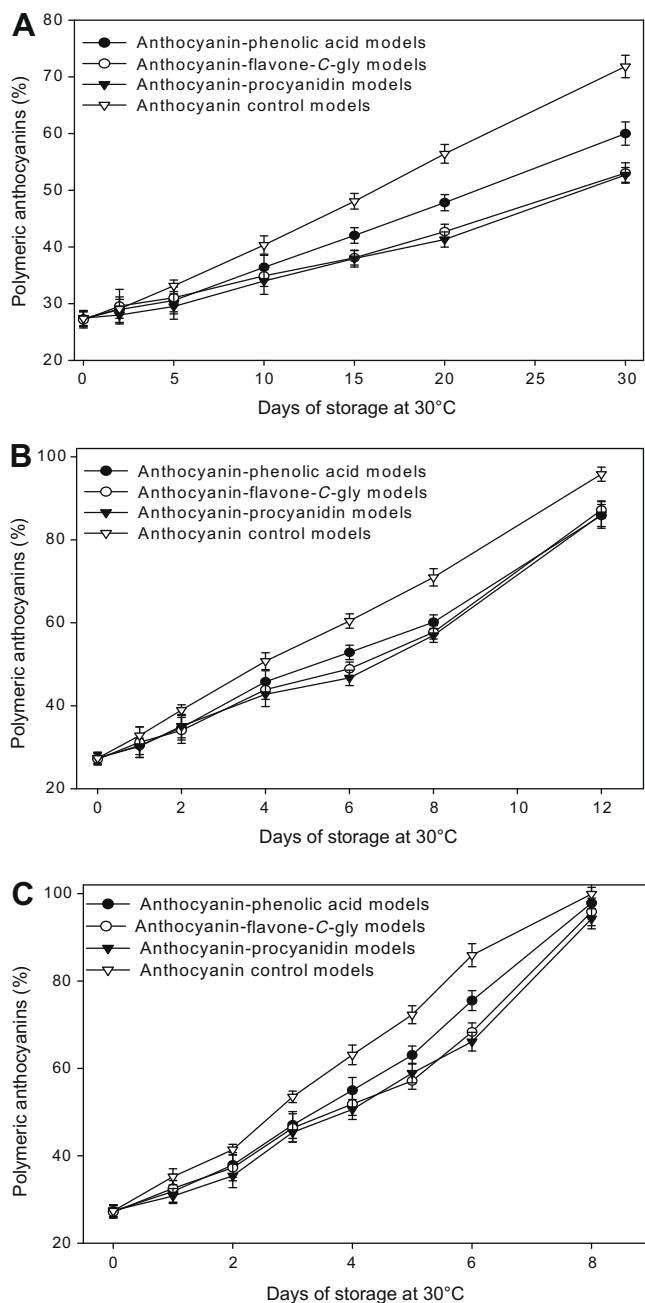 A
80
Anthocyanin-phenolic acid models
Anthocyanin-flavone-C-gly models
70
Anthocyanin-procyanidin models
Anthocyanin control models
60
50
40
30
20
Polymeric anthocyanins (%)
0 5 10 15 20 25 30
Days of storage at 30°C
B
100
Anthocyanin-phenolic acid models
Anthocyanin-flavone-C-gly models
Anthocyanin-procyanidin models
80
Anthocyanin control models
60
40
20
Polymeric anthocyanins (%)
0 2 4 6 8 10 12
Days of storage at 30°C
C
100
Anthocyanin-phenolic acid models
Anthocyanin-flavone-C-gly models
Anthocyanin-procyanidin models
80
Anthocyanin control models
60
40
20
Polymeric anthocyanins (%)
0 2 4 6 8
Days of storage at 30°C